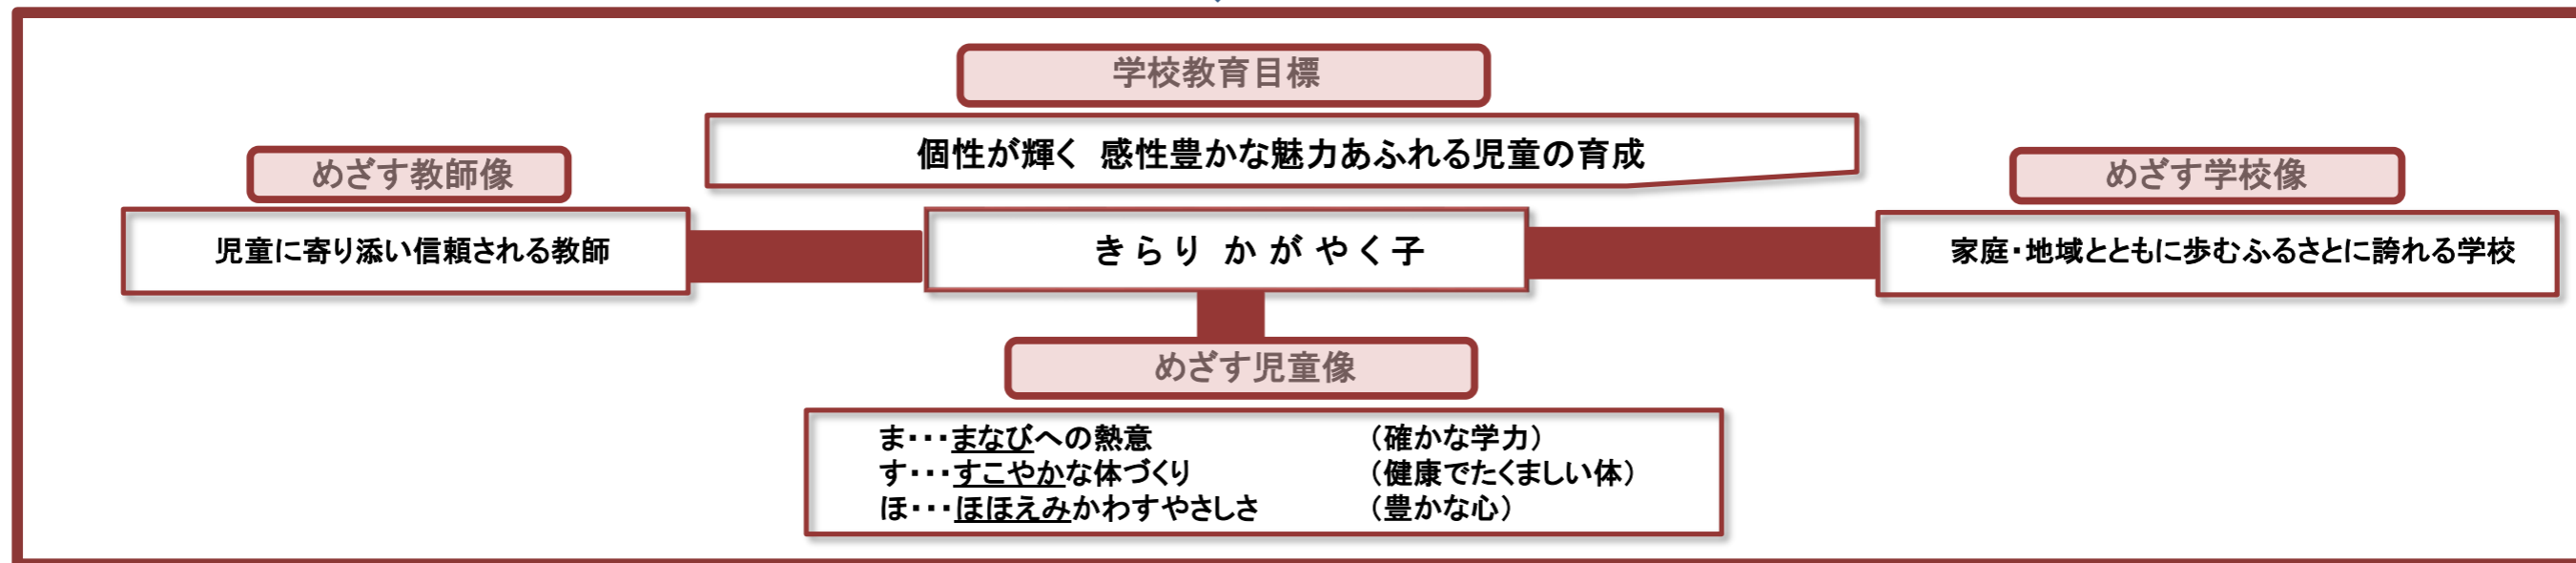 学校教育目標
個性が輝く 感性豊かな魅力あふれる児童の育成
めざす教師像
児童に寄り添い信頼される教師
きらり かがやく子
めざす学校像
家庭・地域とともに歩むふるさとに誇れる学校
めざす児童像
ま・・・まなびへの熱意 （確かな学力）
す・・・すこやかな体づくり （健康でたくましい体）
ほ・・・ほほえみかわすやさしさ （豊かな心）